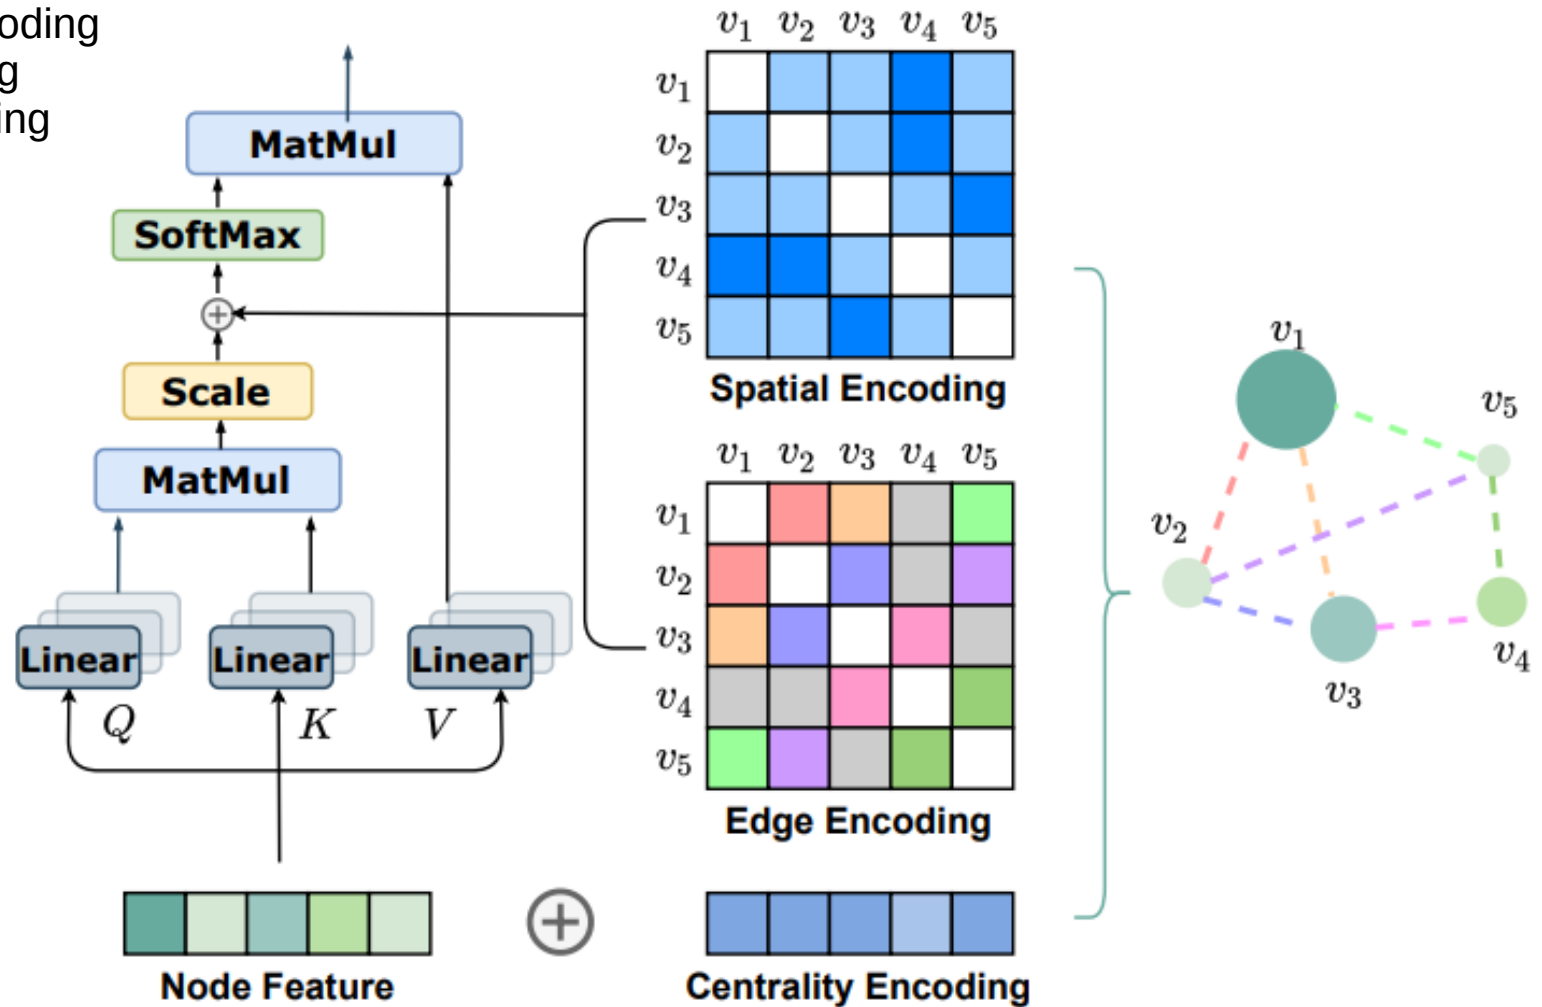 oding
g
ing
MatMul
SoftMax
Scale
MatMul
Linear Linear Linear
Q K V
Node Feature
v1 v2 v3 v4 v5
v1
v2
v3
v4
v5
Spatial Encoding
v1 v2 v3 v4 v5
v1
v2
v3
v4
v5
Edge Encoding
Centrality Encoding
v1
v5
v2
v4
v3